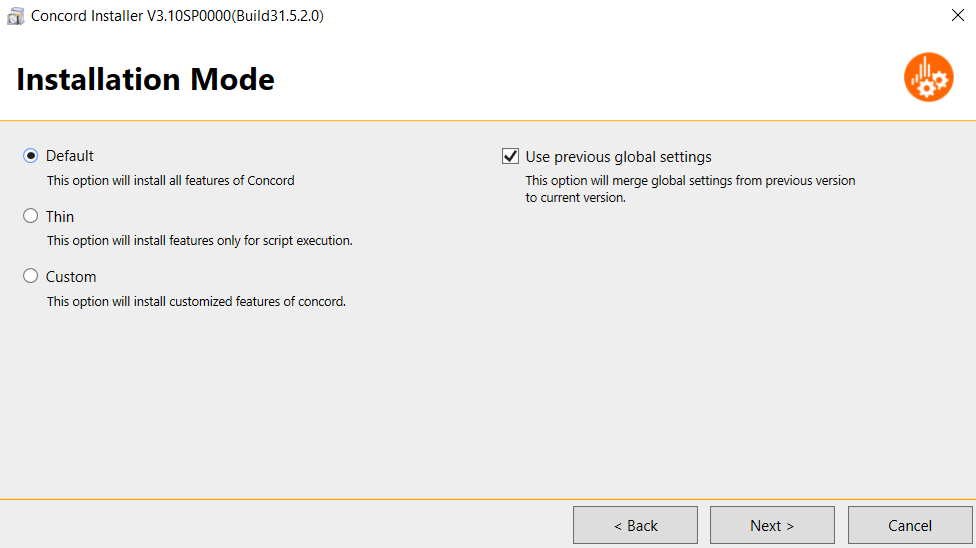 Concord Installer V3.10SP0000(Build31.5.2.0)
Installation Mode
Default
This option will install all features of Concord
Thin
This option will install features only for script execution.
Custom
This option will install customized features of concord.
Use previous global settings
This option will merge global settings from previous version
to current version.
< Back
Next >
Cancel